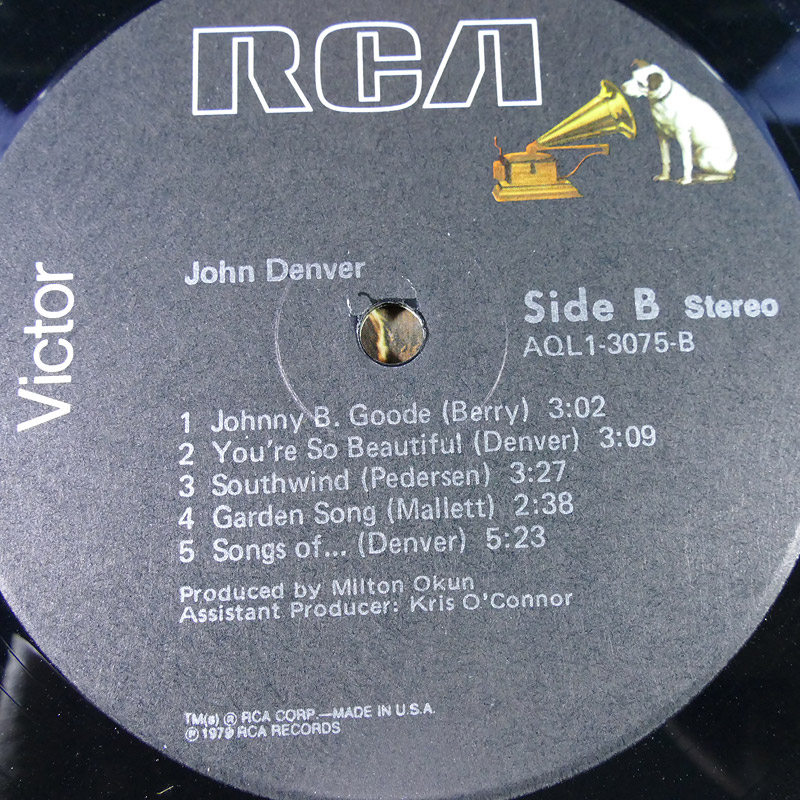 RCA
Victor
John Denver
Side B Stereo
AQL1-3075-B
1 Johnny B. Goode (Berry) 3:02
2 You're So Beautiful (Denver) 3:09
3 Southwind (Pedersen) 3:27
4 Garden Song (Mallett) 2:38
5 Songs of... (Denver) 5:23
Produced by Milton Okun
Assistant Producer: Kris O'Connor
TM(s) ® RCA CORP.—MADE IN U.S.A.
℗ 1979 RCA RECORDS